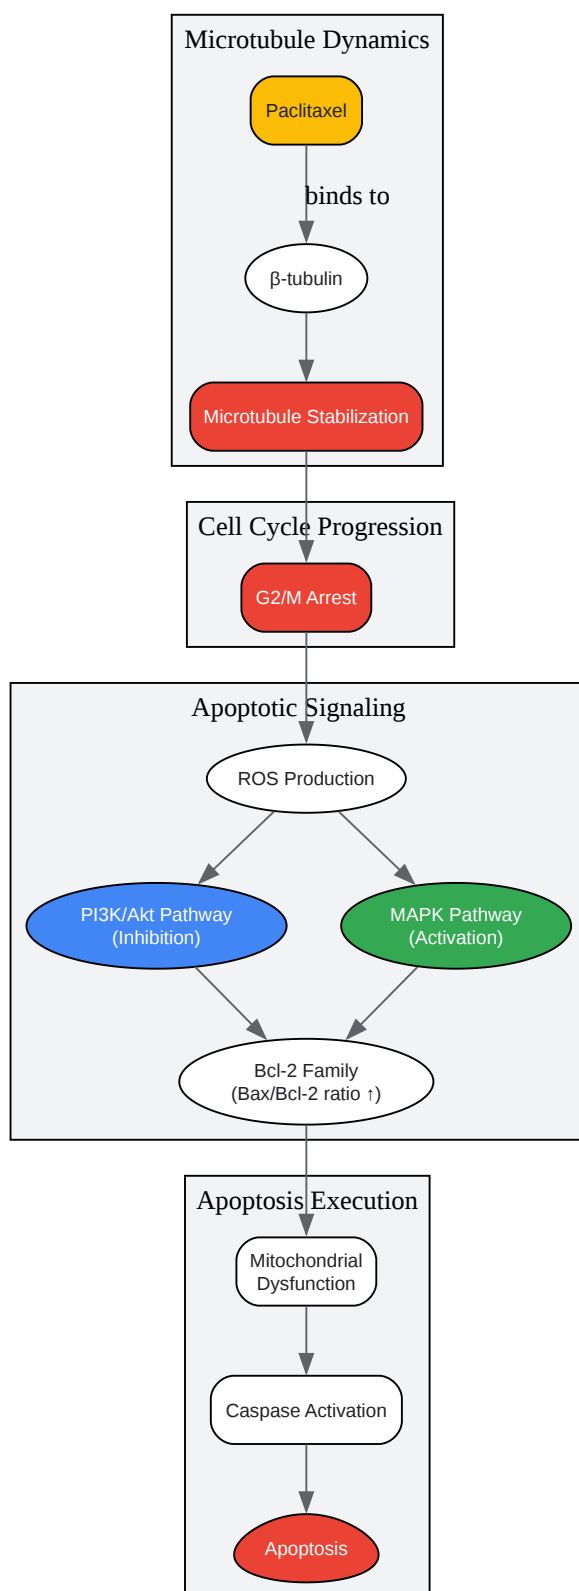 Microtubule Dynamics
Paclitaxel
binds to
β-tubulin
Microtubule Stabilization
Cell Cycle Progression
G2/M Arrest
Apoptotic Signaling
ROS Production
PI3K/Akt Pathway
(Inhibition)
MAPK Pathway
(Activation)
Bcl-2 Family
(Bax/Bcl-2 ratio ↑)
Apoptosis Execution
Mitochondrial
Dysfunction
Caspase Activation
Apoptosis